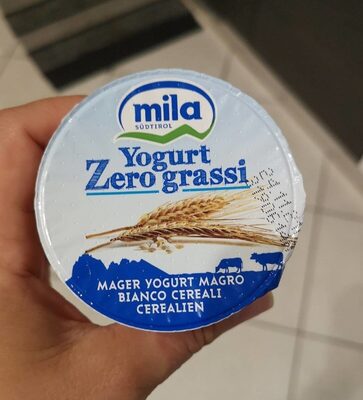 mila
SÜDTIROL
Yogurt
Zero grassi
MAGER YOGURT MAGRO
BIANCO CEREALI
CEREALIEN